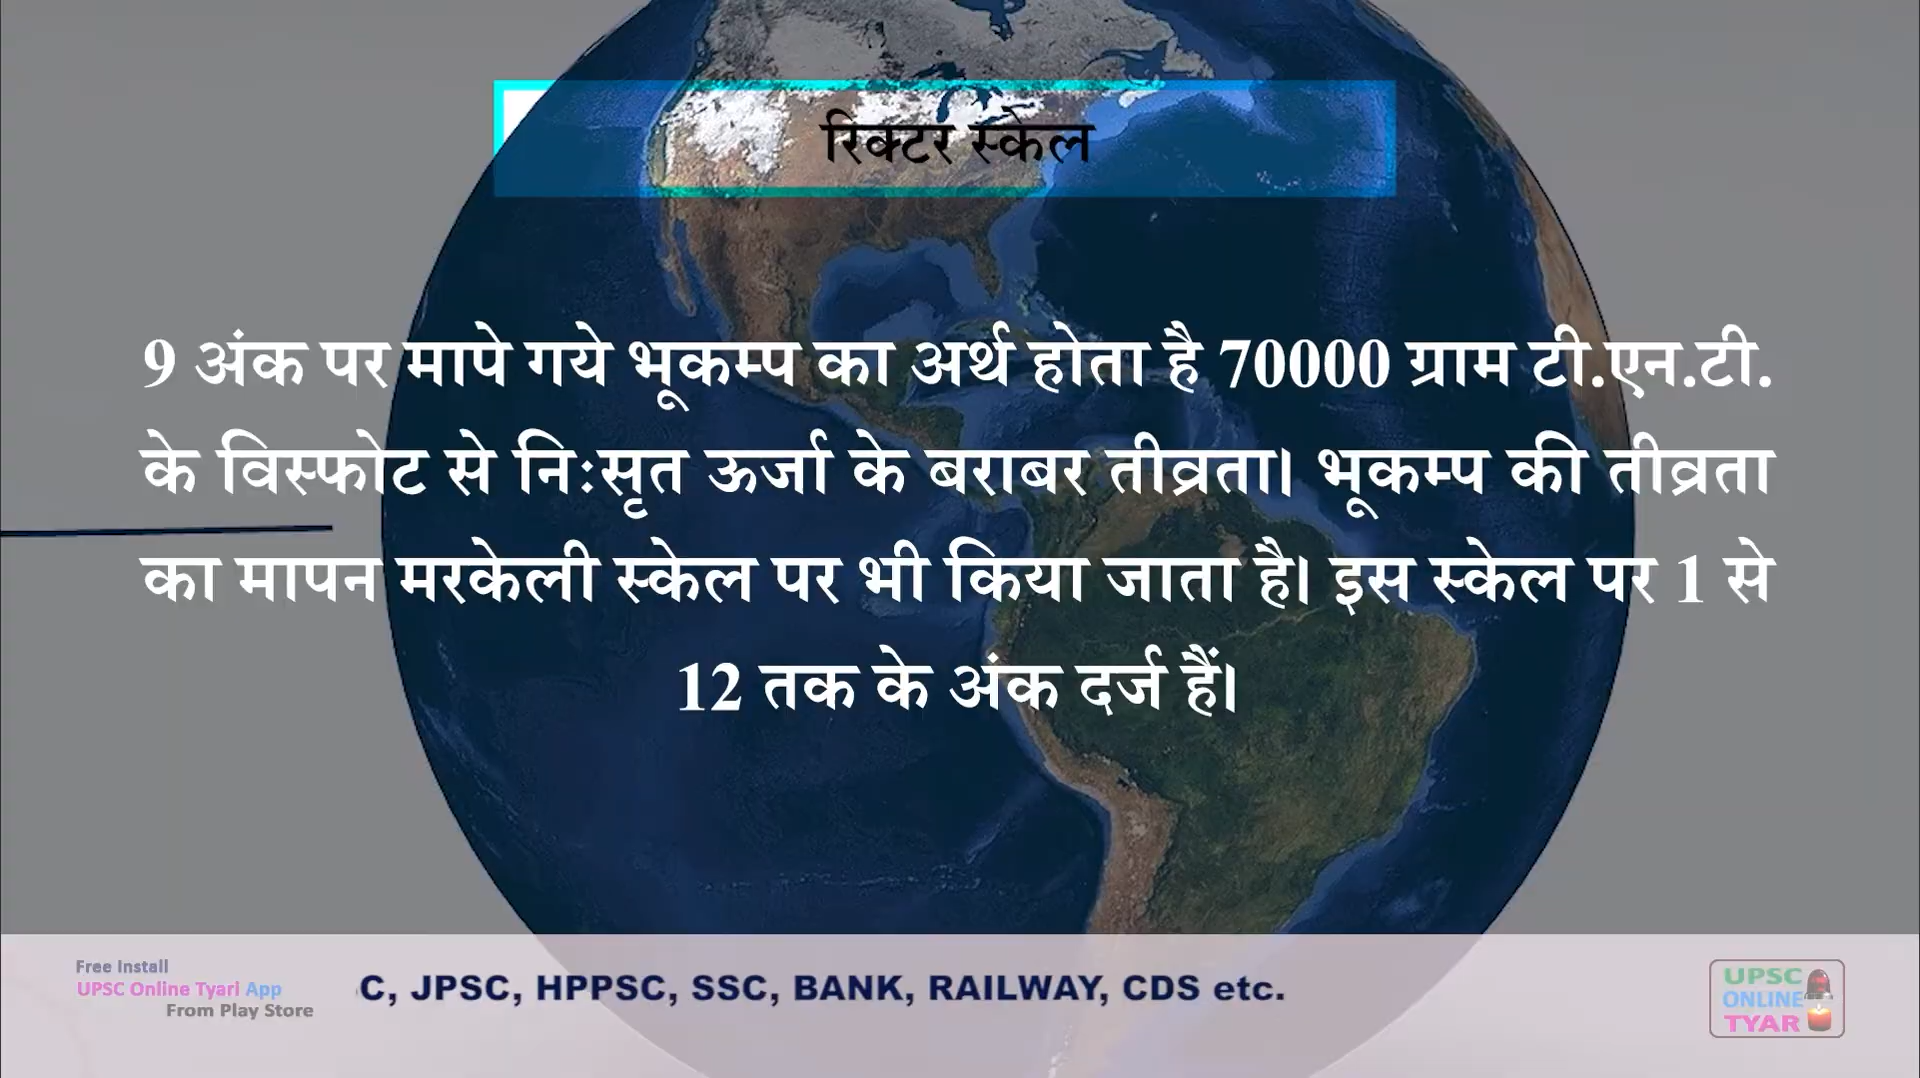 रिक्टर स्केल
9 अंक पर मापे गये भूकम्प का अर्थ होता है 70000 ग्राम टी.एन.टी.
के विस्फोट से निःसृत ऊर्जा के बराबर तीव्रता। भूकम्प की तीव्रता
का मापन मरकेली स्केल पर भी किया जाता है। इस स्केल पर 1 से
12 तक के अंक दर्ज हैं।
Free Install
UPSC Online Tyari App
From Play Store
C, JPSC, HPPSC, SSC, BANK, RAILWAY, CDS etc.
UPSC
ONLINE
TYAR